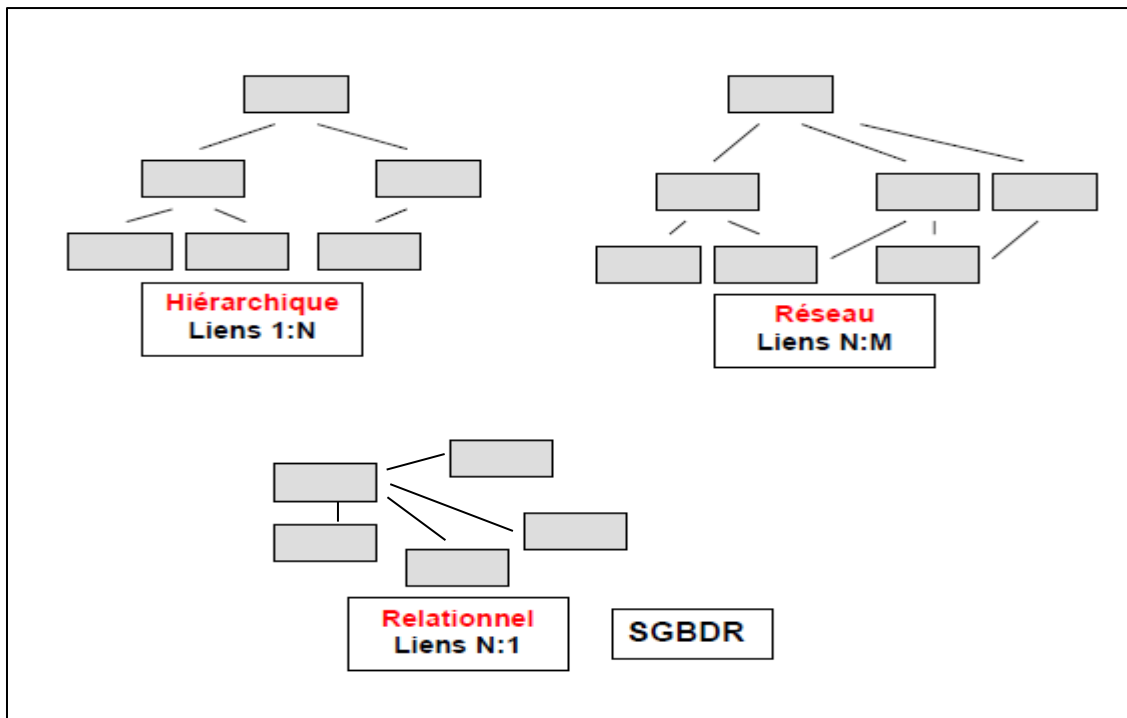 Hiérarchique
Liens 1:N
Réseau
Liens N:M
Relationnel
Liens N:1
SGBDR